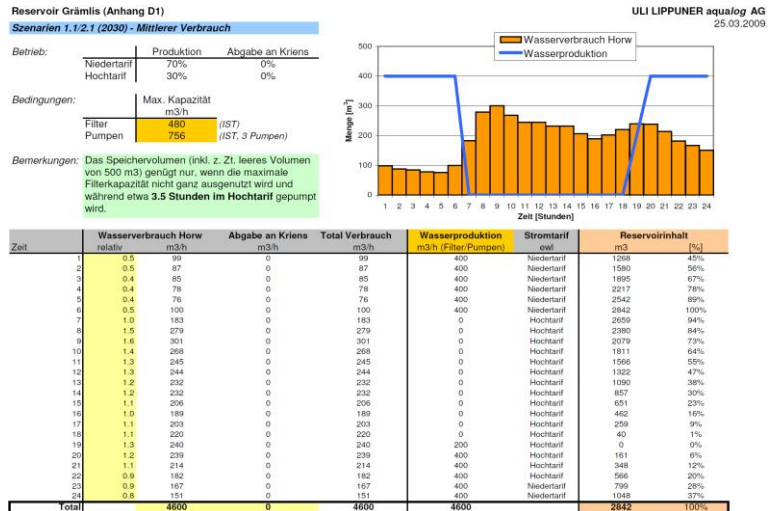 Reservoir Grämlis (Anhang D1)
ULI LIPPUNER aqualog AG
25.03.2009
Szenarien 1.1/2.1 (2030) - Mittlerer Verbrauch
Betrieb: Produktion Abgabe an Kriens
Niedertarif 70% 0%
Hochtarif 30% 0%
Bedingungen: Max. Kapazität
m3/h
Filter 480 (IST)
Pumpen 756 (IST, 3 Pumpen)
Bemerkungen: Das Speichervolumen (inkl. z. Zt. leeres Volumen
von 500 m3) genügt nur, wenn die maximale
Filterkapazität nicht ganz ausgenutzt wird und
während etwa 3.5 Stunden im Hochtarif gepumpt
wird.
Wasserverbrauch Horw
Wasserproduktion
Menge [m³]
500
400
300
200
100
0
1 2 3 4 5 6 7 8 9 10 11 12 13 14 15 16 17 18 19 20 21 22 23 24
Zeit [Stunden]
Wasserverbrauch Horw Abgabe an Kriens Total Verbrauch Wasserproduktion Stromtarif Reservoirinhalt
Zeit relativ m3/h m3/h m3/h m3/h (Filter/Pumpen) ewl m3 [%]
1 0.5 99 0 99 400 Niedertarif 1268 45%
2 0.5 87 0 87 400 Niedertarif 1580 56%
3 0.4 85 0 85 400 Niedertarif 1895 67%
4 0.4 78 0 78 400 Niedertarif 2217 78%
5 0.4 76 0 76 400 Niedertarif 2542 89%
6 0.5 100 0 100 400 Niedertarif 2842 100%
7 1.0 183 0 183 0 Hochtarif 2659 94%
8 1.5 279 0 279 0 Hochtarif 2380 84%
9 1.6 301 0 301 0 Hochtarif 2079 73%
10 1.4 268 0 268 0 Hochtarif 1811 64%
11 1.3 245 0 245 0 Hochtarif 1566 55%
12 1.3 244 0 244 0 Hochtarif 1322 47%
13 1.2 232 0 232 0 Hochtarif 1090 38%
14 1.2 232 0 232 0 Hochtarif 857 30%
15 1.1 206 0 206 0 Hochtarif 651 23%
16 1.0 189 0 189 0 Hochtarif 462 16%
17 1.1 203 0 203 0 Hochtarif 259 9%
18 1.1 220 0 220 0 Hochtarif 40 1%
19 1.3 240 0 240 200 Hochtarif 0 0%
20 1.2 239 0 239 400 Hochtarif 161 6%
21 1.1 214 0 214 400 Hochtarif 348 12%
22 0.9 182 0 182 400 Hochtarif 566 20%
23 0.9 167 0 167 400 Niedertarif 799 28%
24 0.8 151 0 151 400 Niedertarif 1048 37%
Total 4600 0 4600 4600 2842 100%